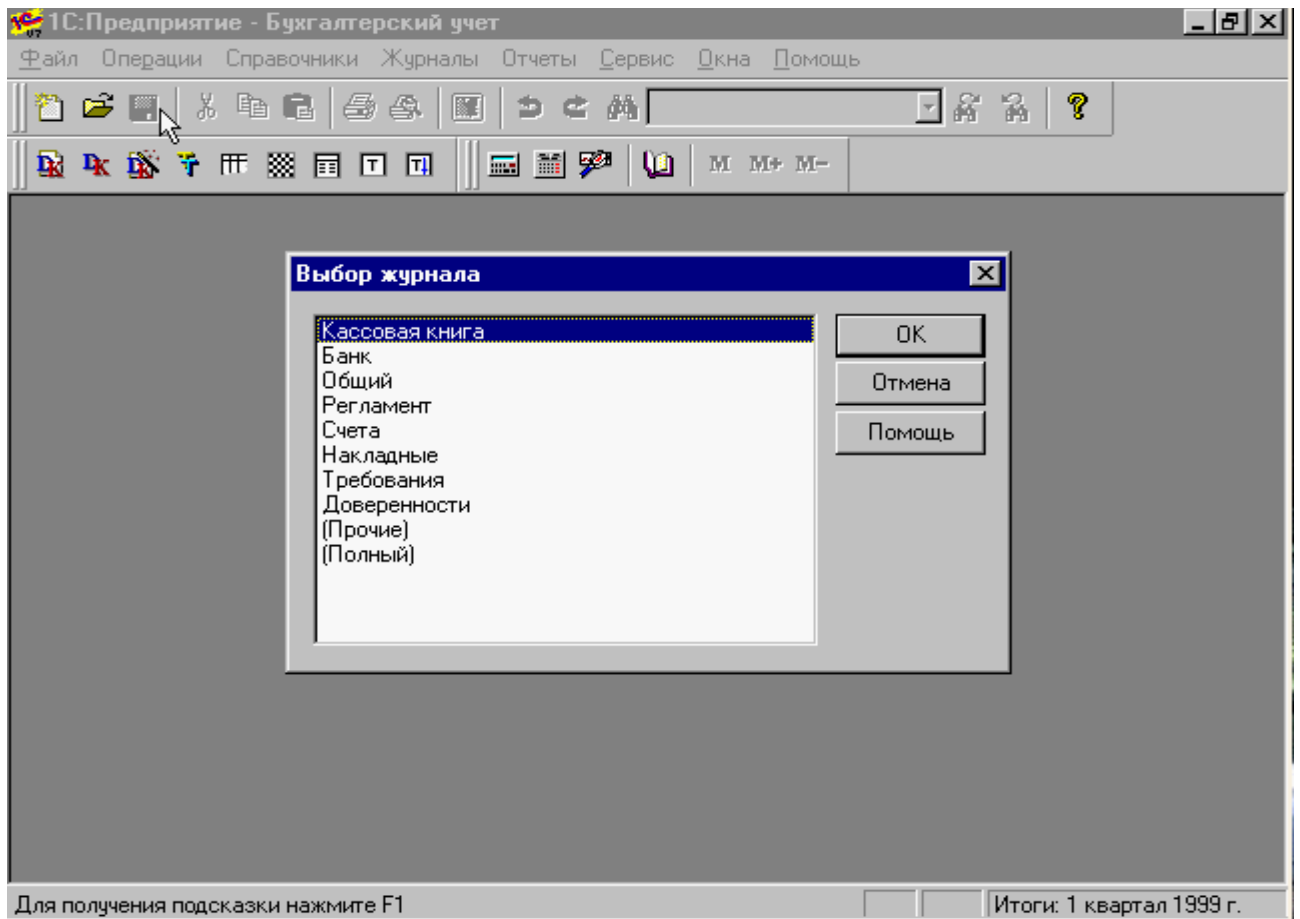 1С:Предприятие - Бухгалтерский учет
Файл Операции Справочники Журналы Отчеты Сервис Окна Помощь
M M+ M-
Выбор журнала
Кассовая книга
Банк
Общий
Регламент
Счета
Накладные
Требования
Доверенности
(Прочие)
(Полный)
OK
Отмена
Помощь
Для получения подсказки нажмите F1
Итоги: 1 квартал 1999 г.